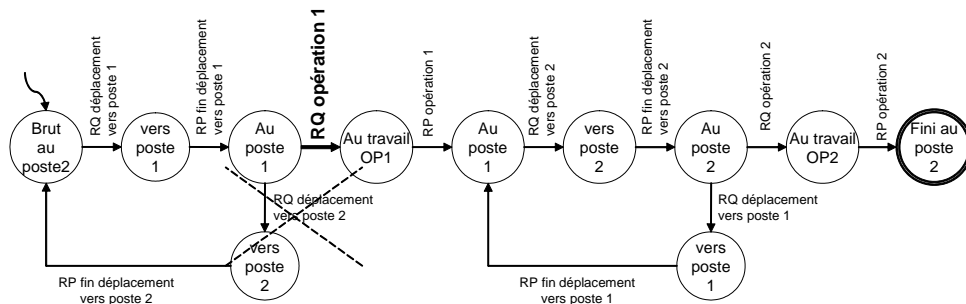 RQ déplacement
vers poste 1
RP fin déplacement
vers poste 1
RQ opération 1
RP opération 1
RQ déplacement
vers poste 2
RP fin déplacement
vers poste 2
RQ opération 2
RP opération 2
Brut
au
poste2
vers
poste
1
Au
poste
1
Au travail
OP1
Au
poste
1
vers
poste
2
Au
poste
2
Au travail
OP2
Fini au
poste
2
RQ déplacement
vers poste 2
RQ déplacement
vers poste 1
vers
poste
2
vers
poste
1
RP fin déplacement
vers poste 2
RP fin déplacement
vers poste 1